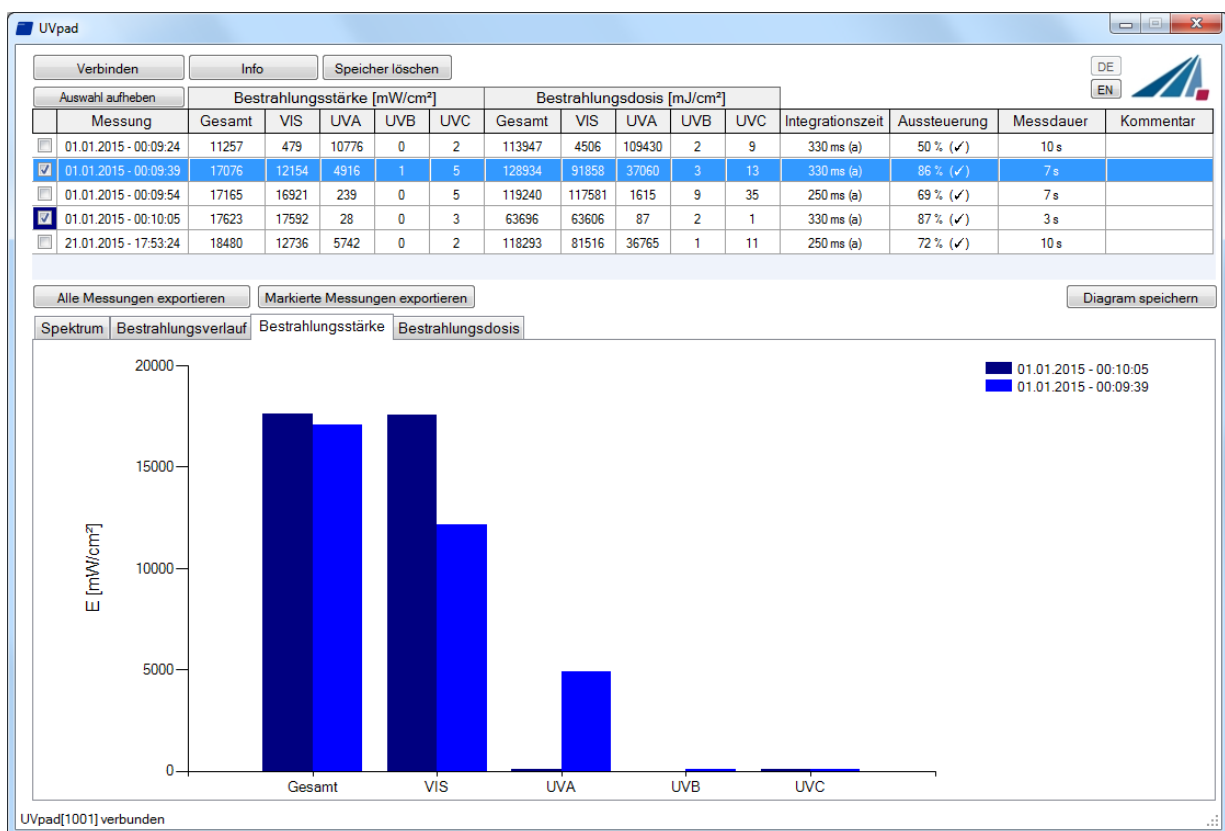 UVpad
Verbinden Info Speicher löschen DE
Auswahl aufheben Bestrahlungsstärke [mW/cm²] Bestrahlungsdosis [mJ/cm²] EN
Messung Gesamt VIS UVA UVB UVC Gesamt VIS UVA UVB UVC Integrationszeit Aussteuerung Messdauer Kommentar
01.01.2015 - 00:09:24 11257 479 10776 0 2 113947 4506 109430 2 9 330 ms (a) 50 % (✓) 10 s
01.01.2015 - 00:09:39 17076 12154 4916 1 5 128934 91858 37060 3 13 330 ms (a) 86 % (✓) 7 s
01.01.2015 - 00:09:54 17165 16921 239 0 5 119240 117581 1615 9 35 250 ms (a) 69 % (✓) 7 s
01.01.2015 - 00:10:05 17623 17592 28 0 3 63696 63606 87 2 1 330 ms (a) 87 % (✓) 3 s
21.01.2015 - 17:53:24 18480 12736 5742 0 2 118293 81516 36765 1 11 250 ms (a) 72 % (✓) 10 s
Alle Messungen exportieren Markierte Messungen exportieren Diagram speichern
Spektrum Bestrahlungsverlauf Bestrahlungsstärke Bestrahlungsdosis
20000
15000
10000
5000
0
E [mW/cm²]
Gesamt VIS UVA UVB UVC
01.01.2015 - 00:10:05
01.01.2015 - 00:09:39
UVpad[1001] verbunden